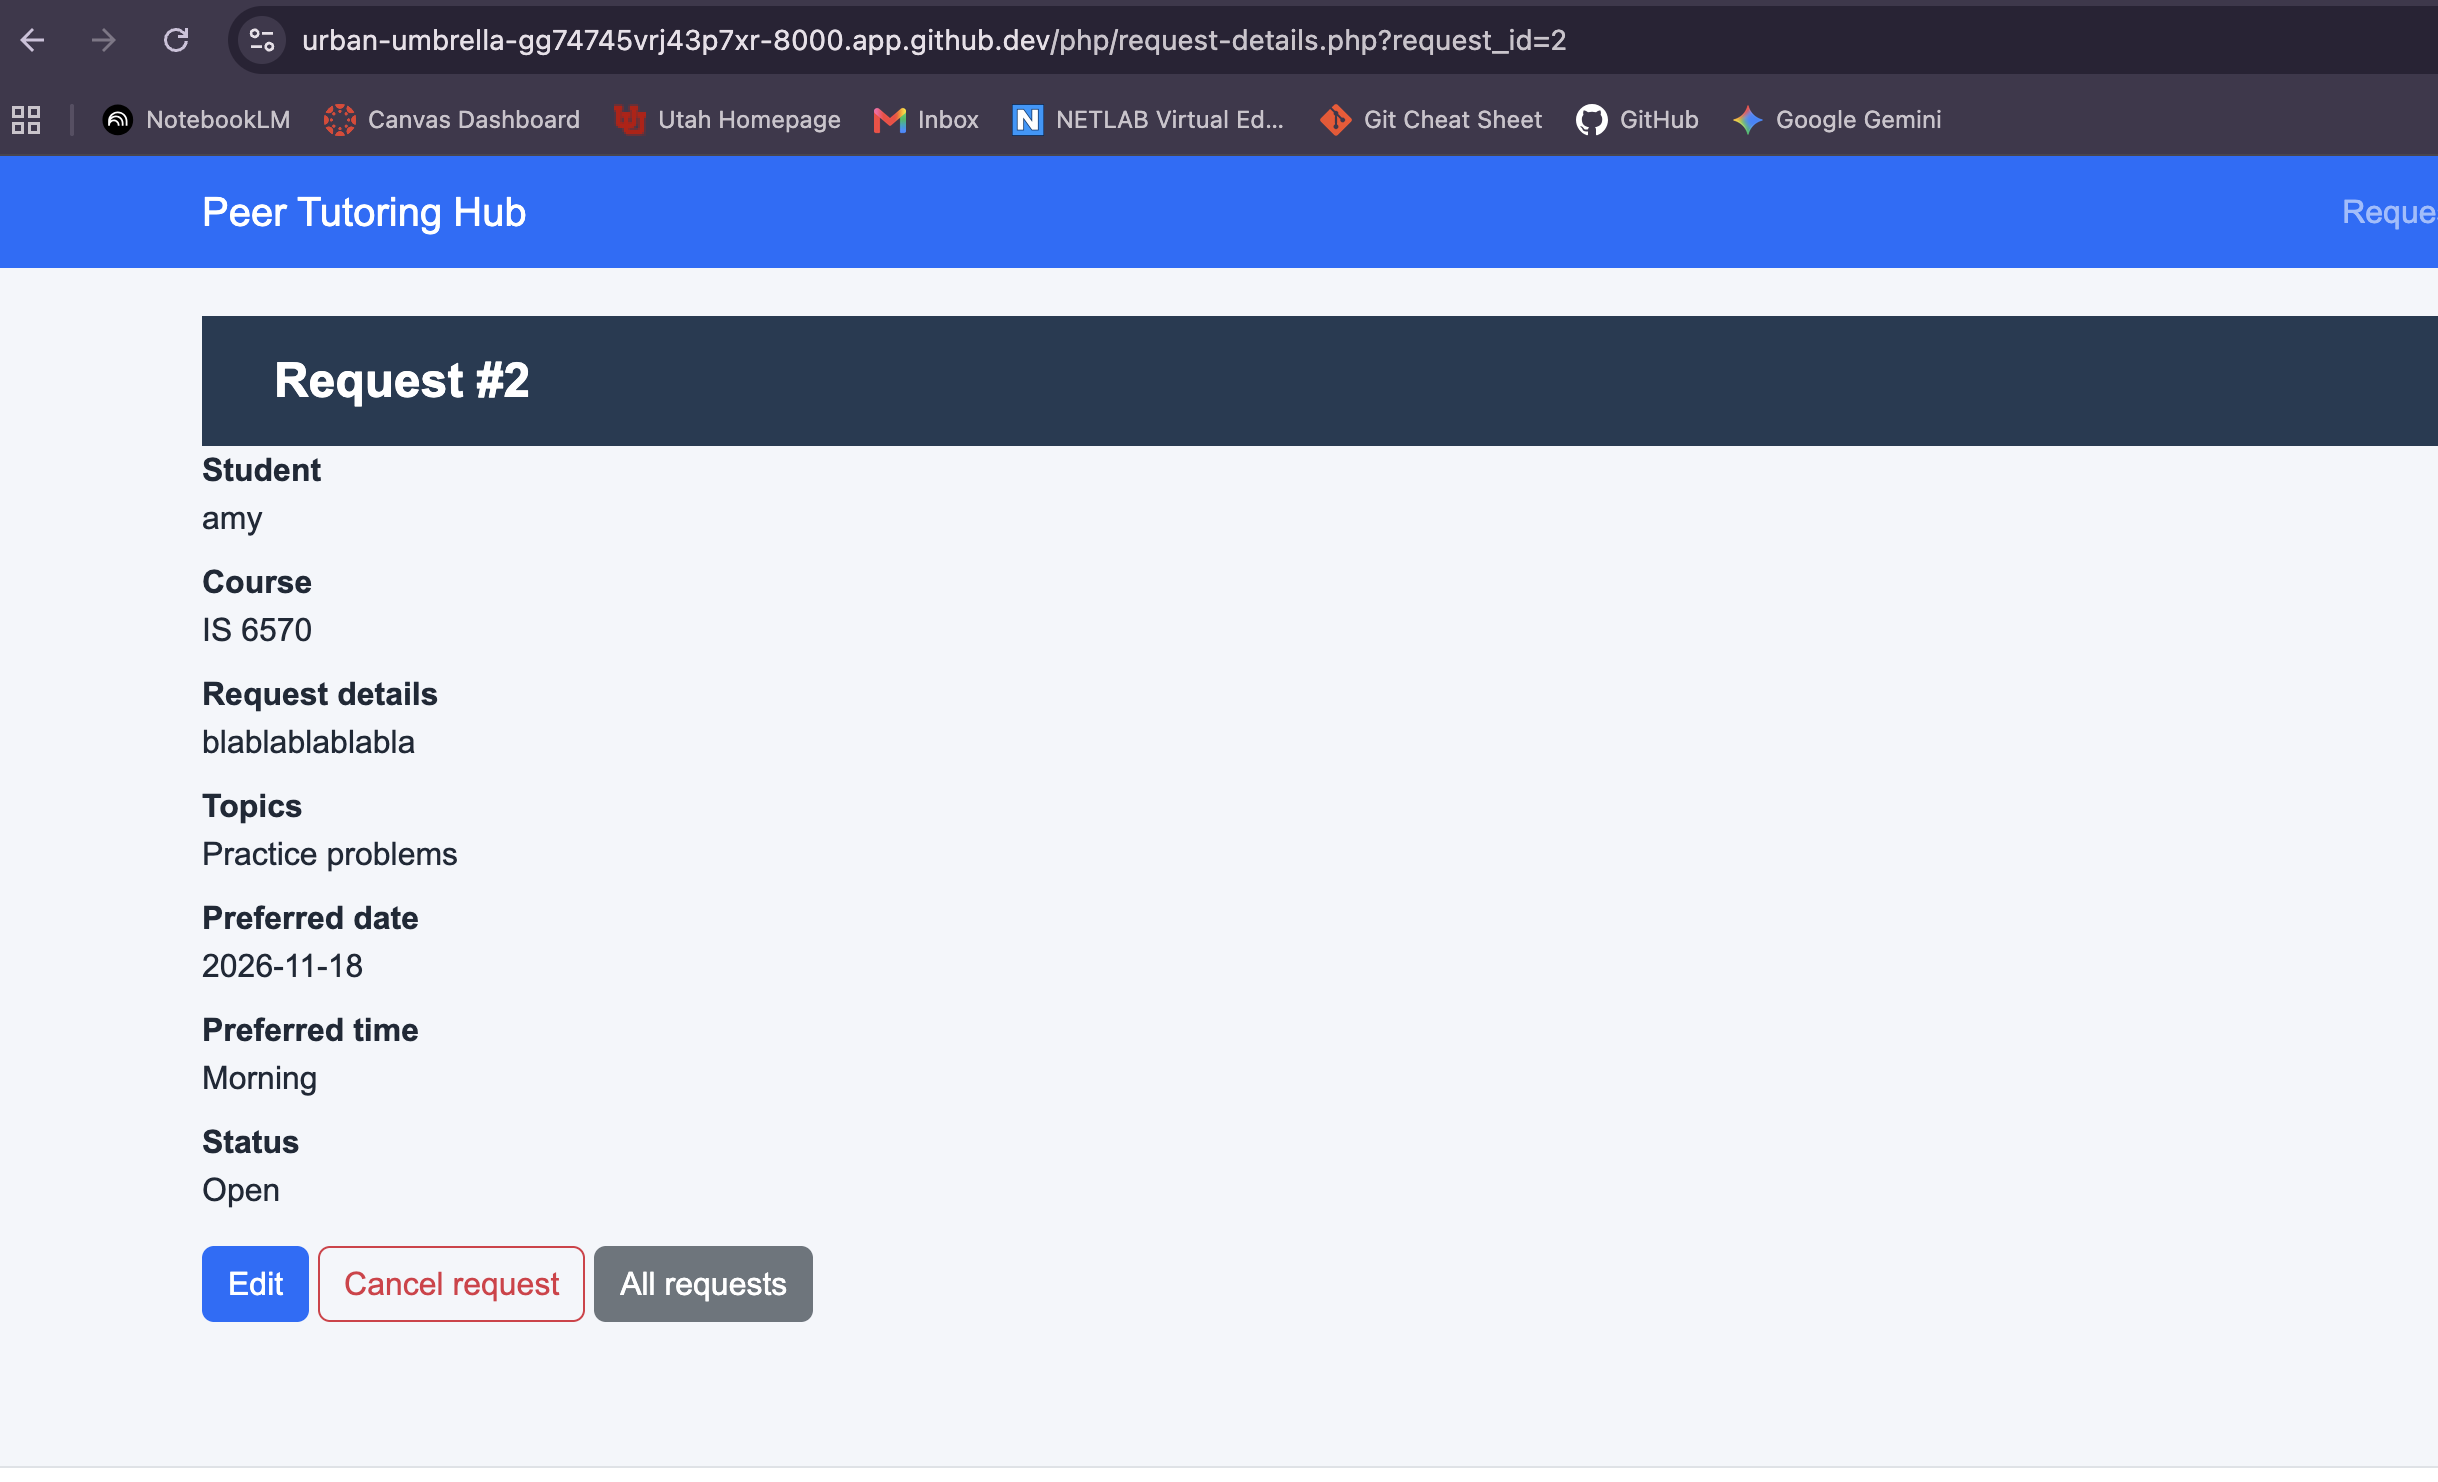 urban-umbrella-gg74745vrj43p7xr-8000.app.github.dev/php/request-details.php?request_id=2
NotebookLM Canvas Dashboard Utah Homepage Inbox NETLAB Virtual Ed... Git Cheat Sheet GitHub Google Gemini
Peer Tutoring Hub
Request #2
Student
amy
Course
IS 6570
Request details
blablablablabla
Topics
Practice problems
Preferred date
2026-11-18
Preferred time
Morning
Status
Open
Edit Cancel request All requests